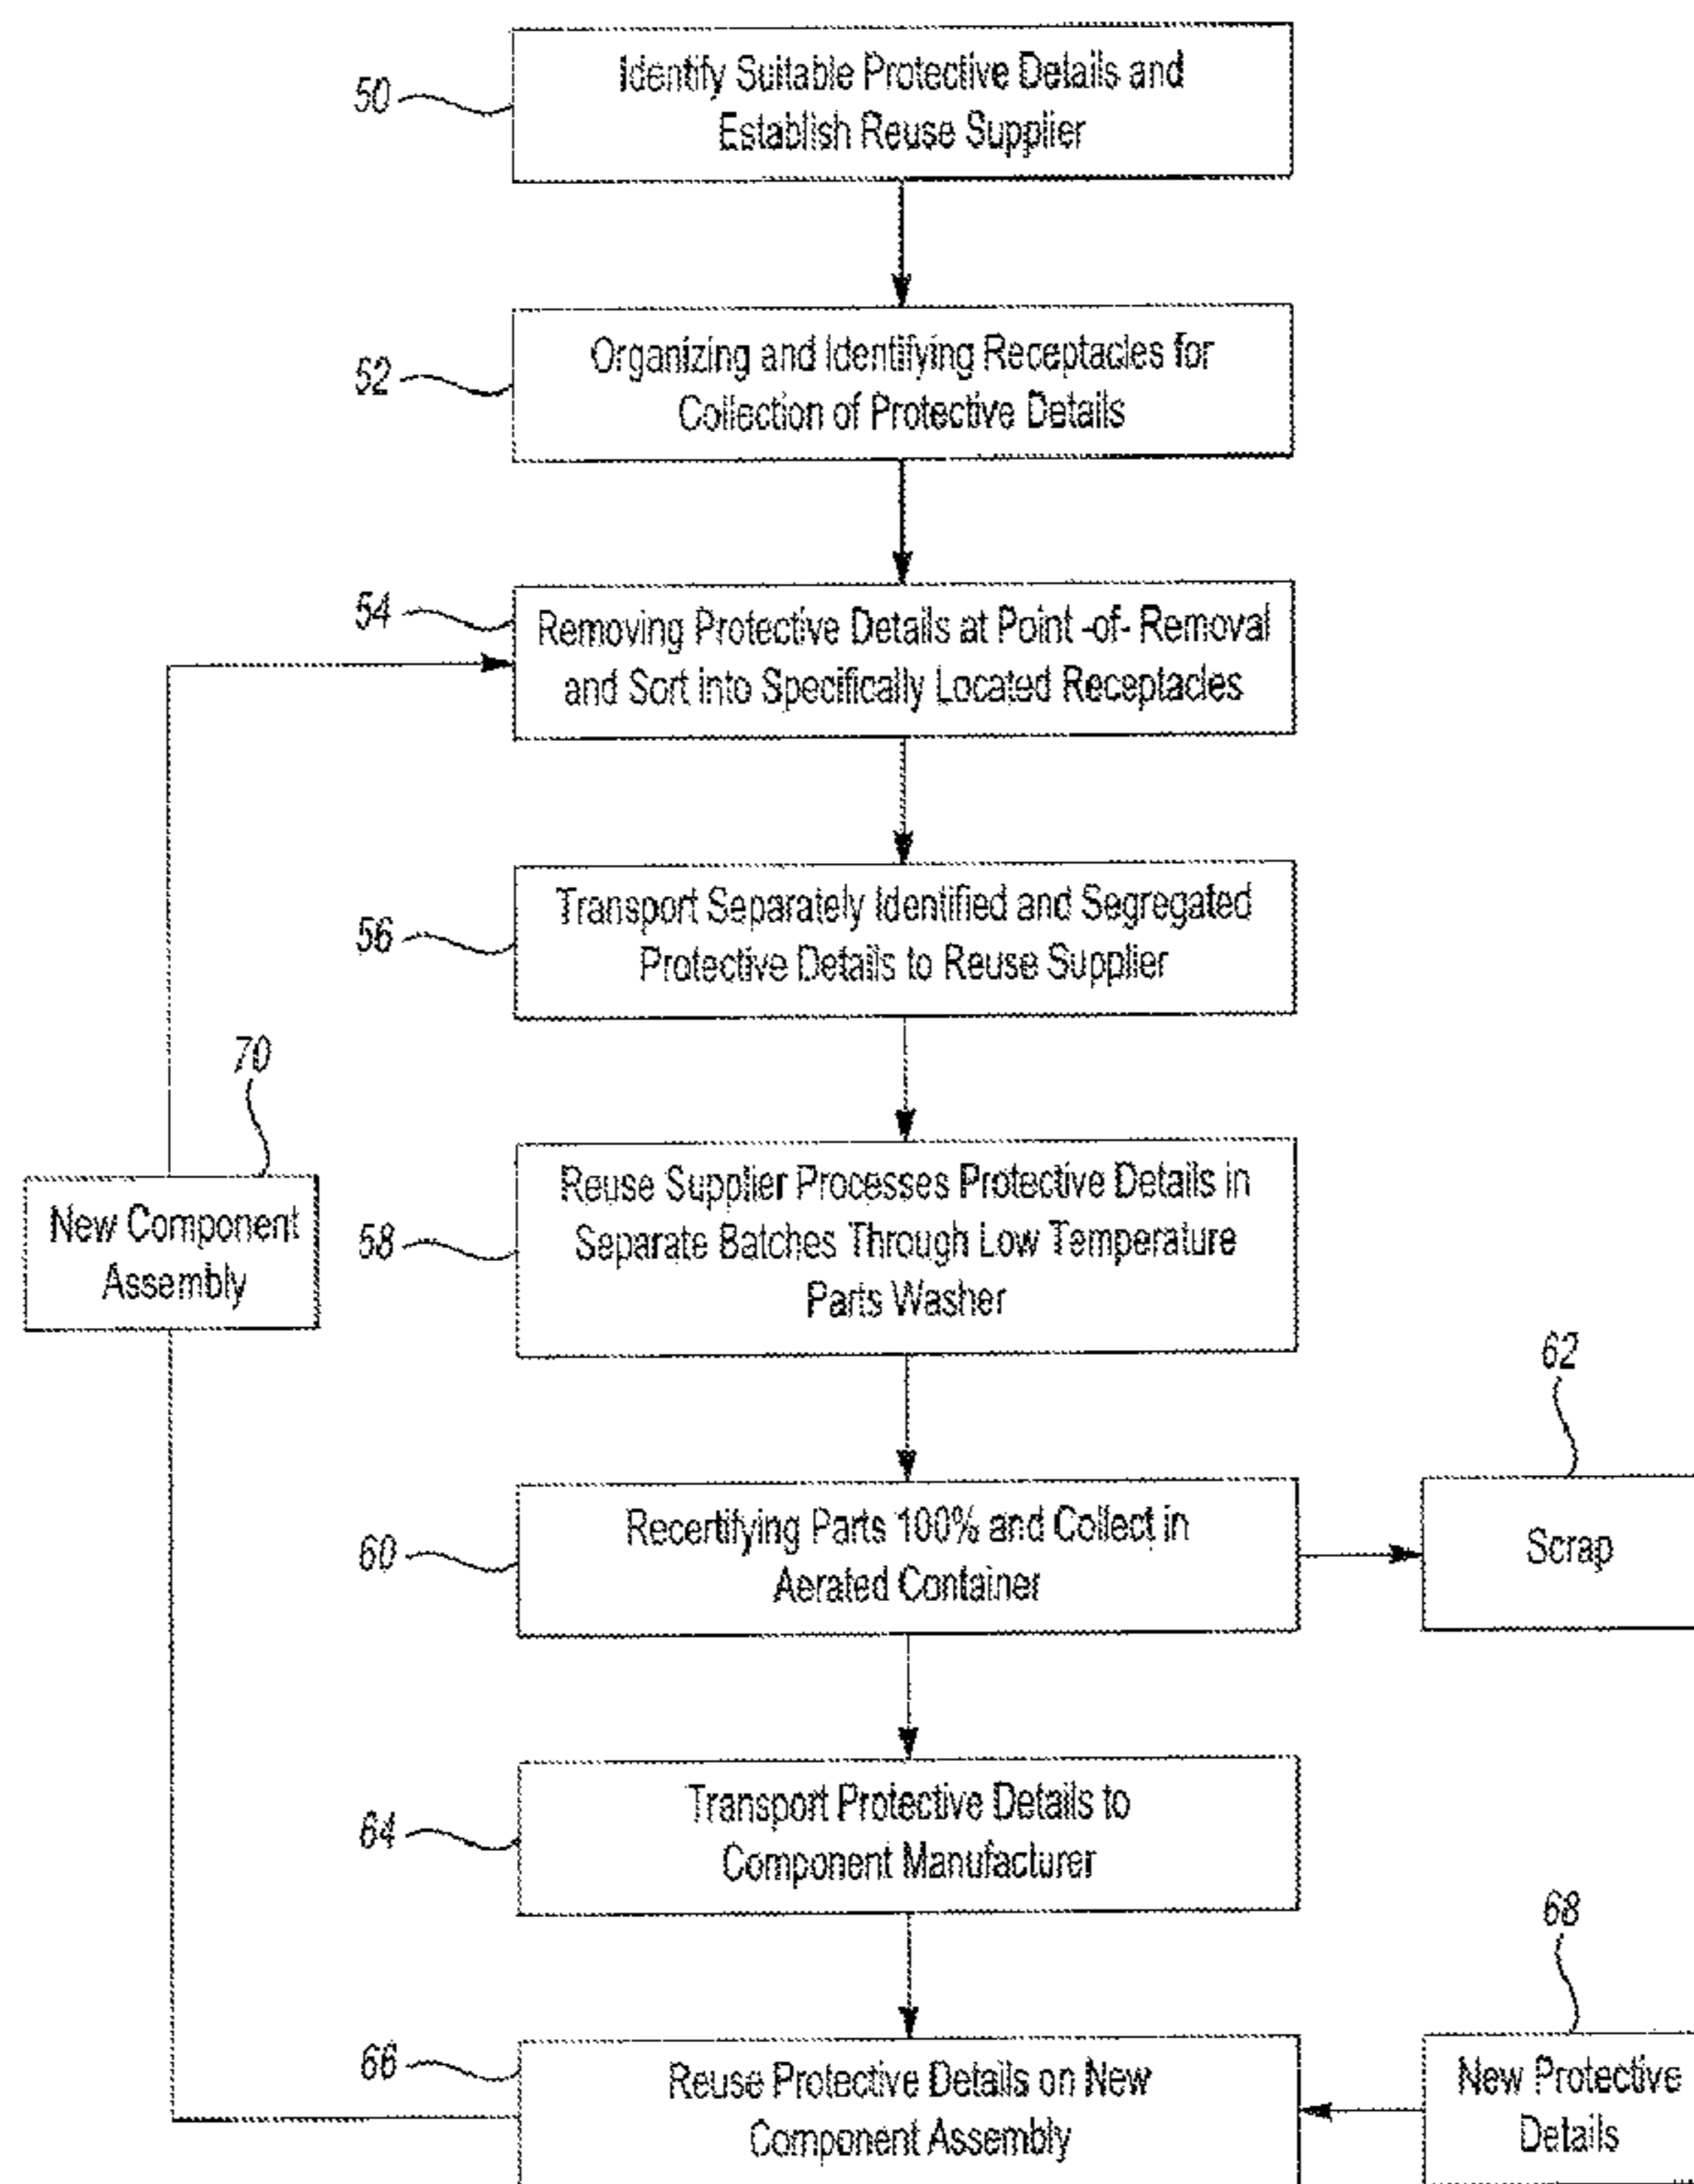 50
Identify Suitable Protective Details and
Establish Reuse Supplier
52
Organizing and Identifying Receptacles for
Collection of Protective Details
54
Removing Protective Details at Point -of- Removal
and Sort into Specifically Located Receptacles
56
Transport Separately Identified and Segregated
Protective Details to Reuse Supplier
70
New Component
Assembly
58
Reuse Supplier Processes Protective Details in
Separate Batches Through Low Temperature
Parts Washer
62
60
Recertifying Parts 100% and Collect in
Aerated Container
Scrap
64
Transport Protective Details to
Component Manufacturer
68
66
Reuse Protective Details on New
Component Assembly
New Protective
Details